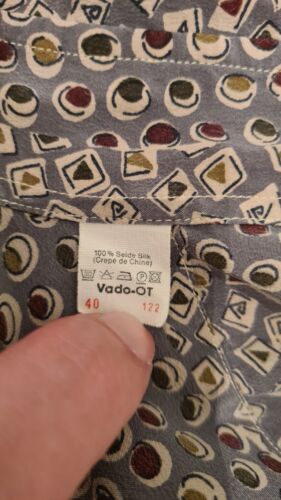 100% Seide Silk
(Crepe de Chine)
P
Vado-OT
40 122